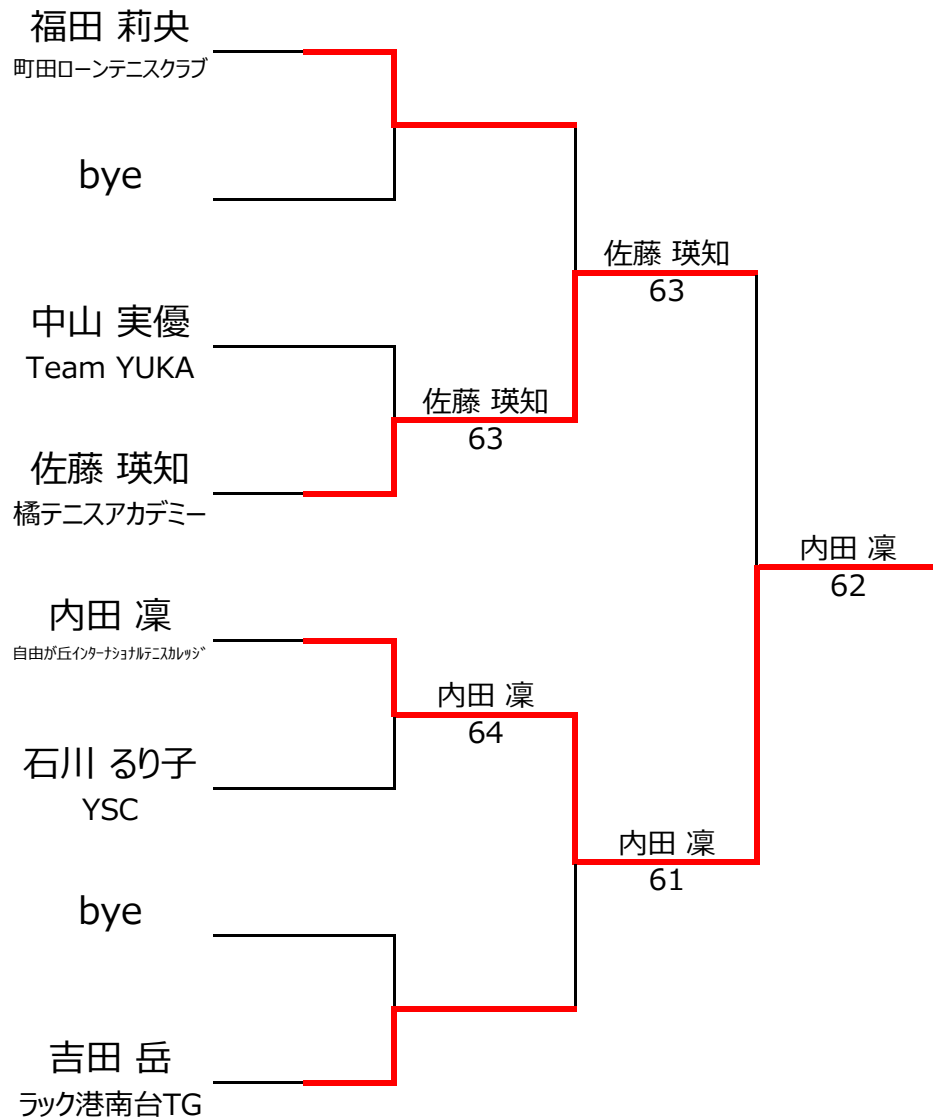 福田 莉央
町田ローンテニスクラブ
bye
中山 実優
Team YUKA
佐藤 瑛知
橘テニスアカデミー
内田 凜
自由が丘ｲﾝﾀｰﾅｼｮﾅﾙﾃﾆｽｶﾚｯｼﾞ
石川 るり子
YSC
bye
吉田 岳
ラック港南台TG
佐藤 瑛知
63
内田 凜
64
佐藤 瑛知
63
内田 凜
61
内田 凜
62